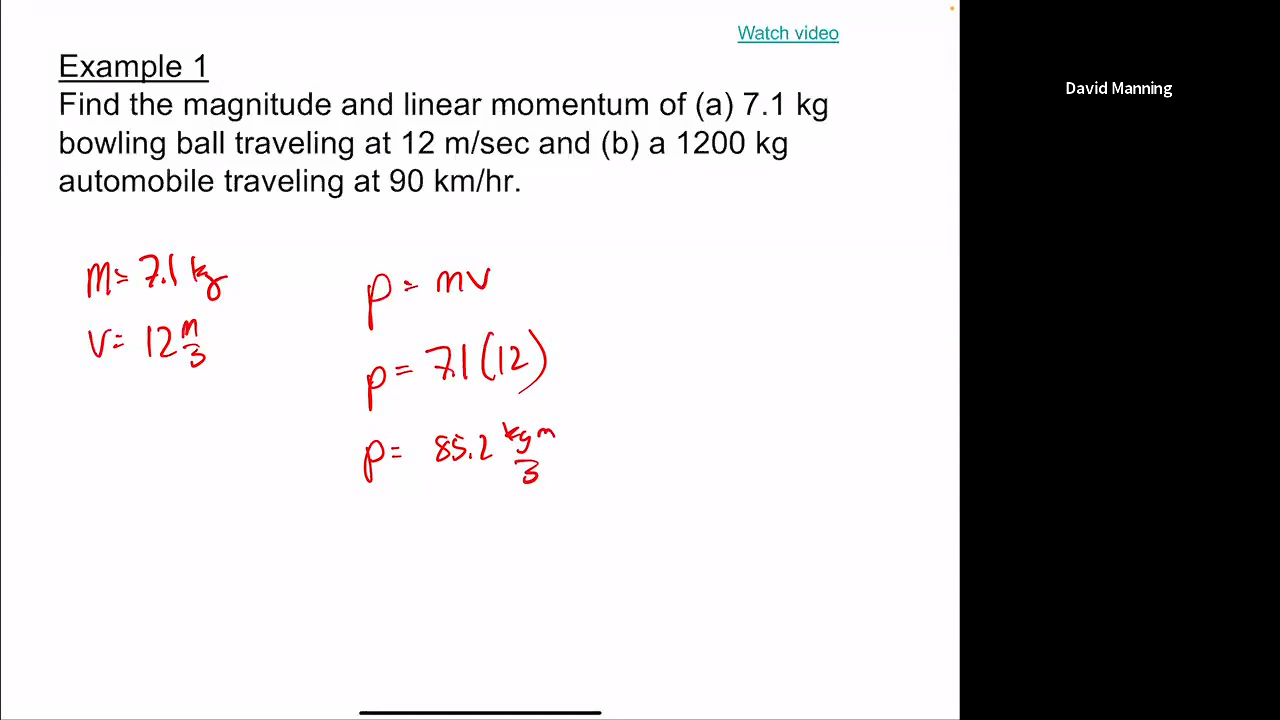 Watch video
Example 1
Find the magnitude and linear momentum of (a) 7.1 kg
bowling ball traveling at 12 m/sec and (b) a 1200 kg
automobile traveling at 90 km/hr.
David Manning
m = 7.1 kg
v = 12 m/s
p = mv
p = 7.1(12)
p = 85.2 kg m/s